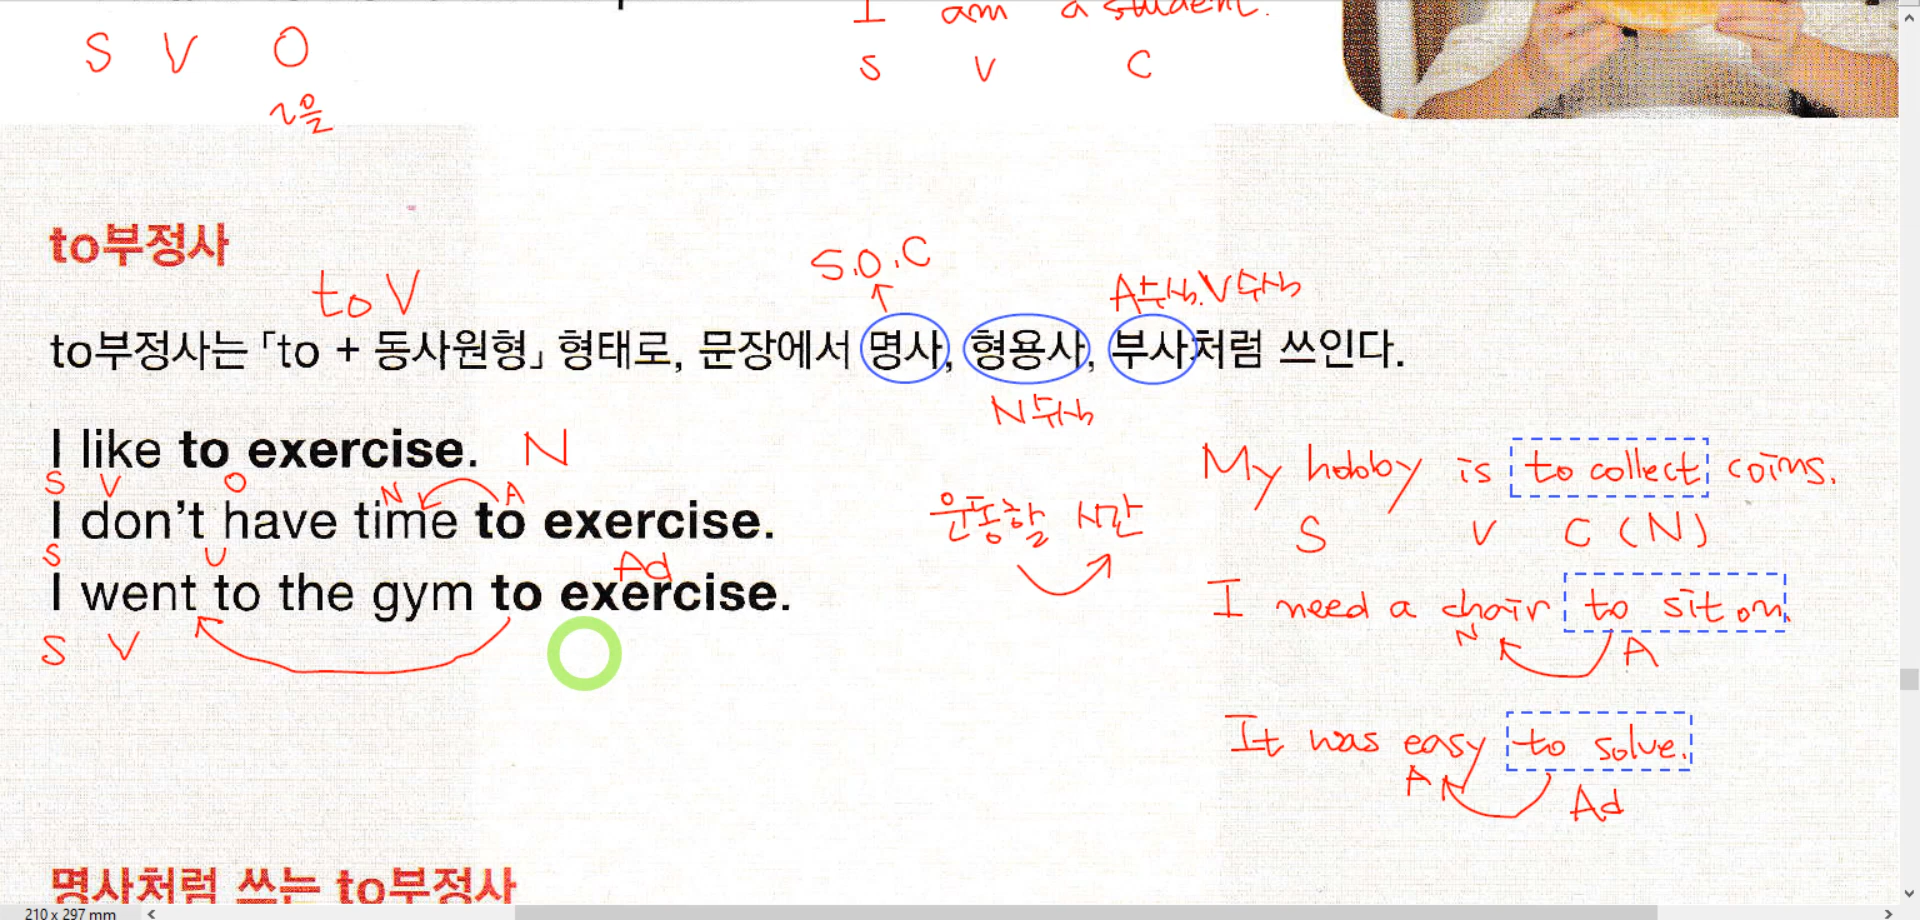 I am a student.
S V O
S V C
~을
to부정사
S.O.C
to V
A수식.V수식
to부정사는 「to + 동사원형」 형태로, 문장에서 명사, 형용사, 부사처럼 쓰인다.
N수식
I like to exercise. N
S V O
My hobby is to collect coins.
N A
I don't have time to exercise.
운동할 시간
S V C (N)
S V
Ad
I went to the gym to exercise.
I need a chair to sit on.
S V
N A
It was easy to solve.
A Ad
명사처럼 쓰는 to부정사
210 x 297 mm